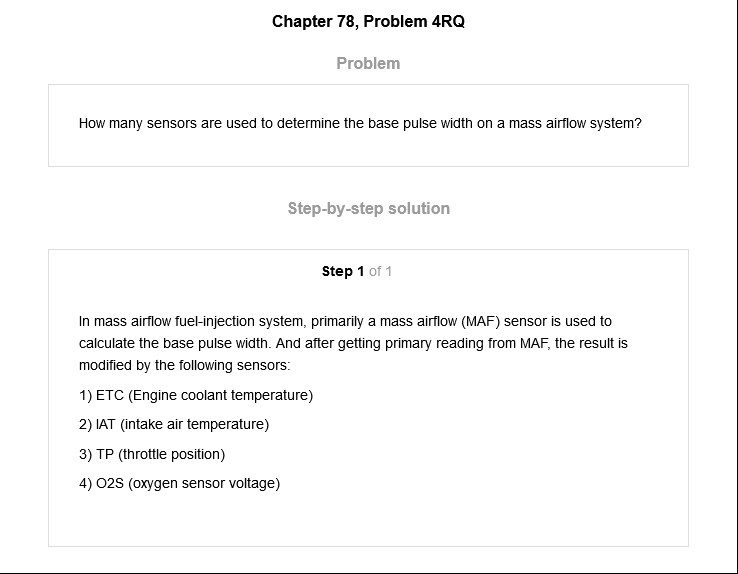 Chapter 78, Problem 4RQ
Problem
How many sensors are used to determine the base pulse width on a mass airflow system?
Step-by-step solution
Step 1 of 1
In mass airflow fuel-injection system, primarily a mass airflow (MAF) sensor is used to
calculate the base pulse width. And after getting primary reading from MAF, the result is
modified by the following sensors:
1) ETC (Engine coolant temperature)
2) IAT (intake air temperature)
3) TP (throttle position)
4) O2S (oxygen sensor voltage)